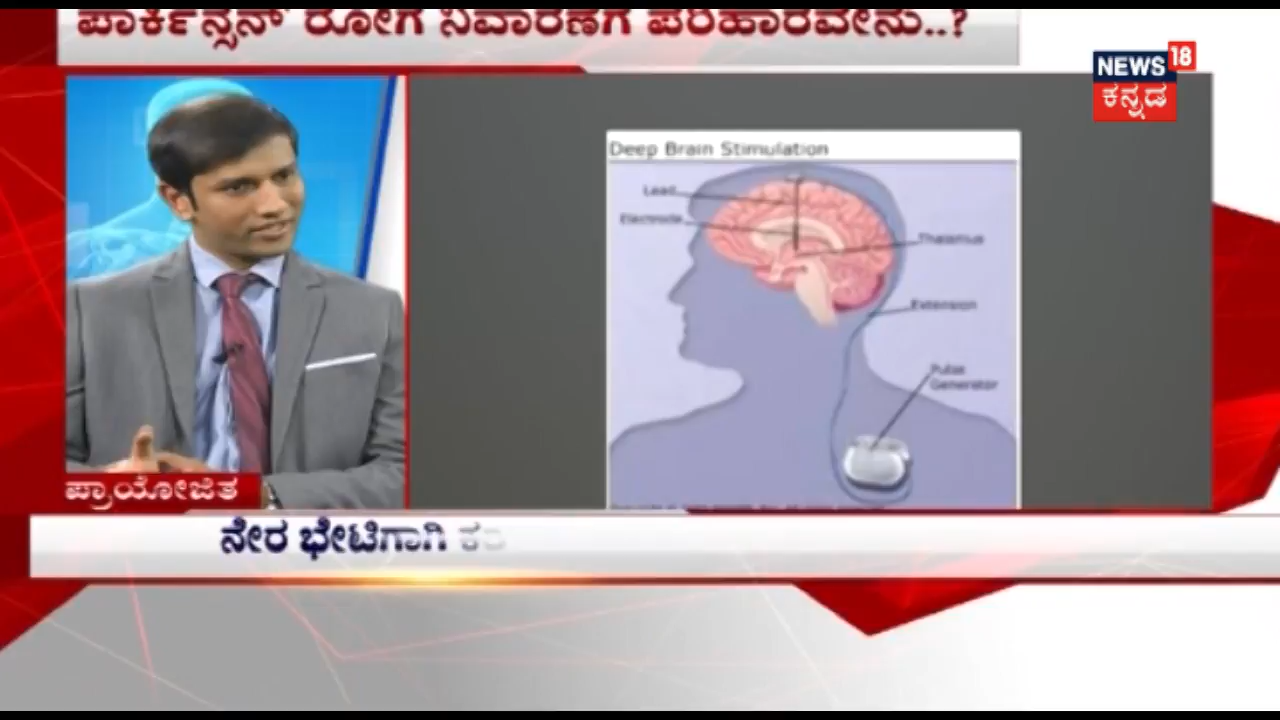 ಪಾರ್ಕಿನ್ಸನ್ ರೋಗ ನಿವಾರಣೆಗೆ ಪರಿಹಾರವೇನು..?
NEWS 18
ಕನ್ನಡ
Deep Brain Stimulation
Lead
Electrode
Thalamus
Extension
Pulse
Generator
ಪ್ರಾಯೋಜಿತ
ನೇರ ಭೇಟಿಗಾಗಿ